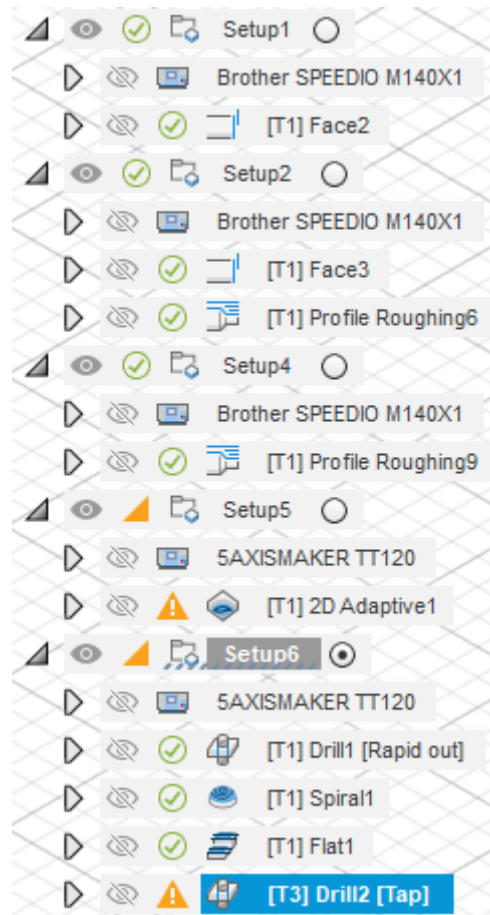 Setup1
Brother SPEEDIO M140X1
[T1] Face2
Setup2
Brother SPEEDIO M140X1
[T1] Face3
[T1] Profile Roughing6
Setup4
Brother SPEEDIO M140X1
[T1] Profile Roughing9
Setup5
5AXISMAKER TT120
[T1] 2D Adaptive1
Setup6
5AXISMAKER TT120
[T1] Drill1 [Rapid out]
[T1] Spiral1
[T1] Flat1
[T3] Drill2 [Tap]